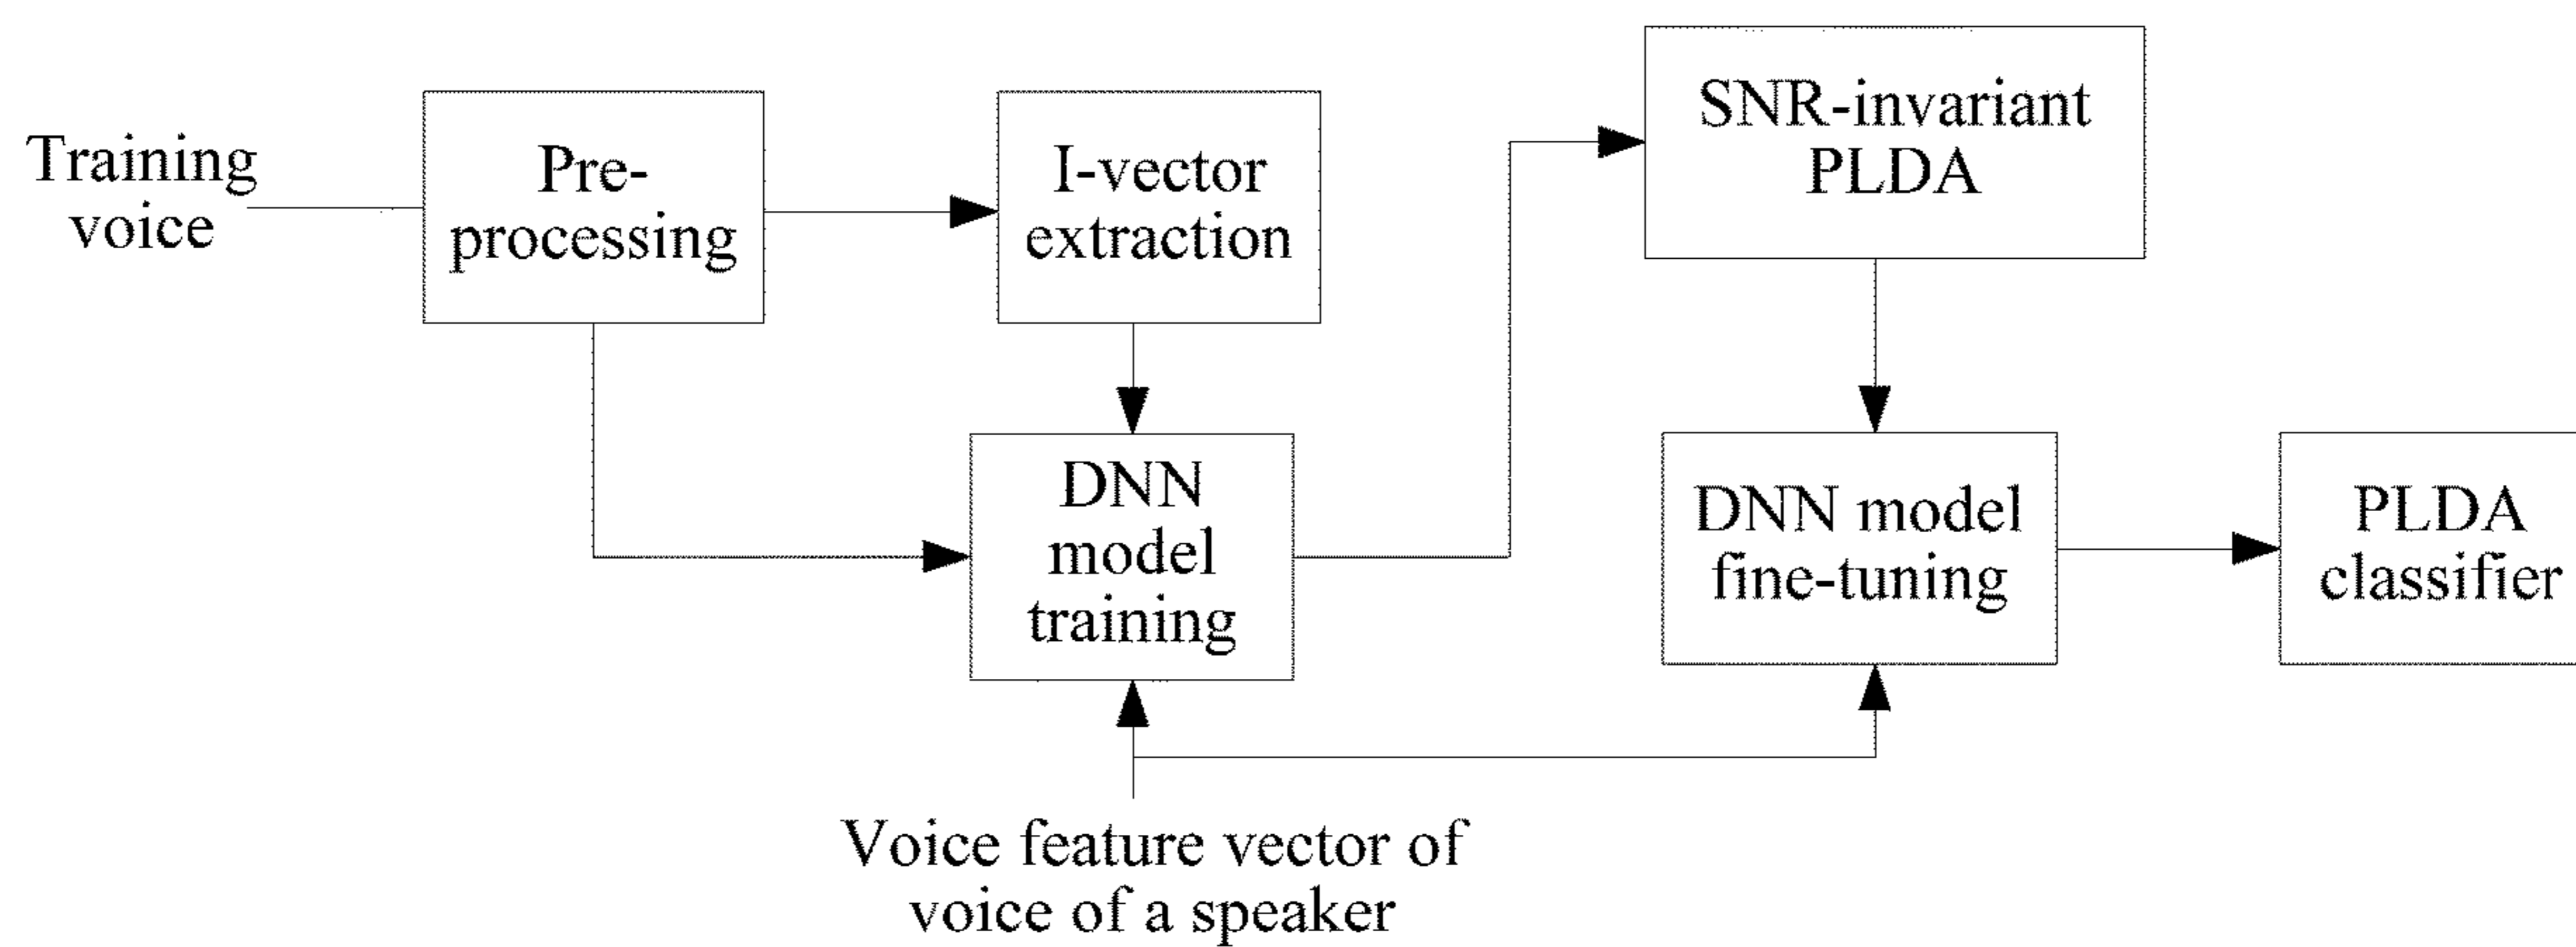 Training
voice
Pre-
processing
I-vector
extraction
SNR-invariant
PLDA
DNN
model
training
DNN model
fine-tuning
PLDA
classifier
Voice feature vector of
voice of a speaker